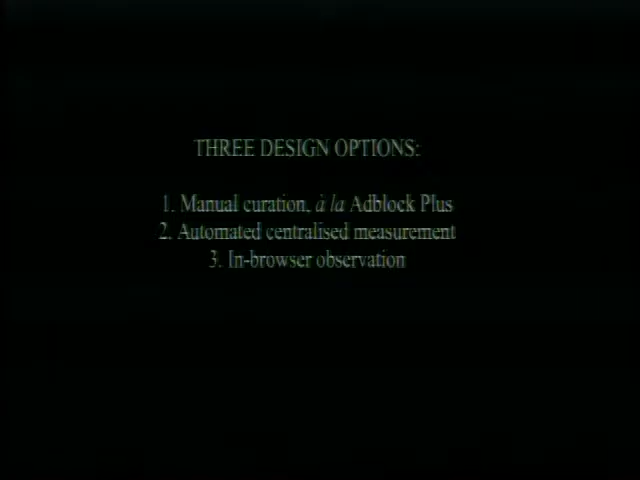 THREE DESIGN OPTIONS:
1. Manual curation, à la Adblock Plus
2. Automated centralised measurement
3. In-browser observation